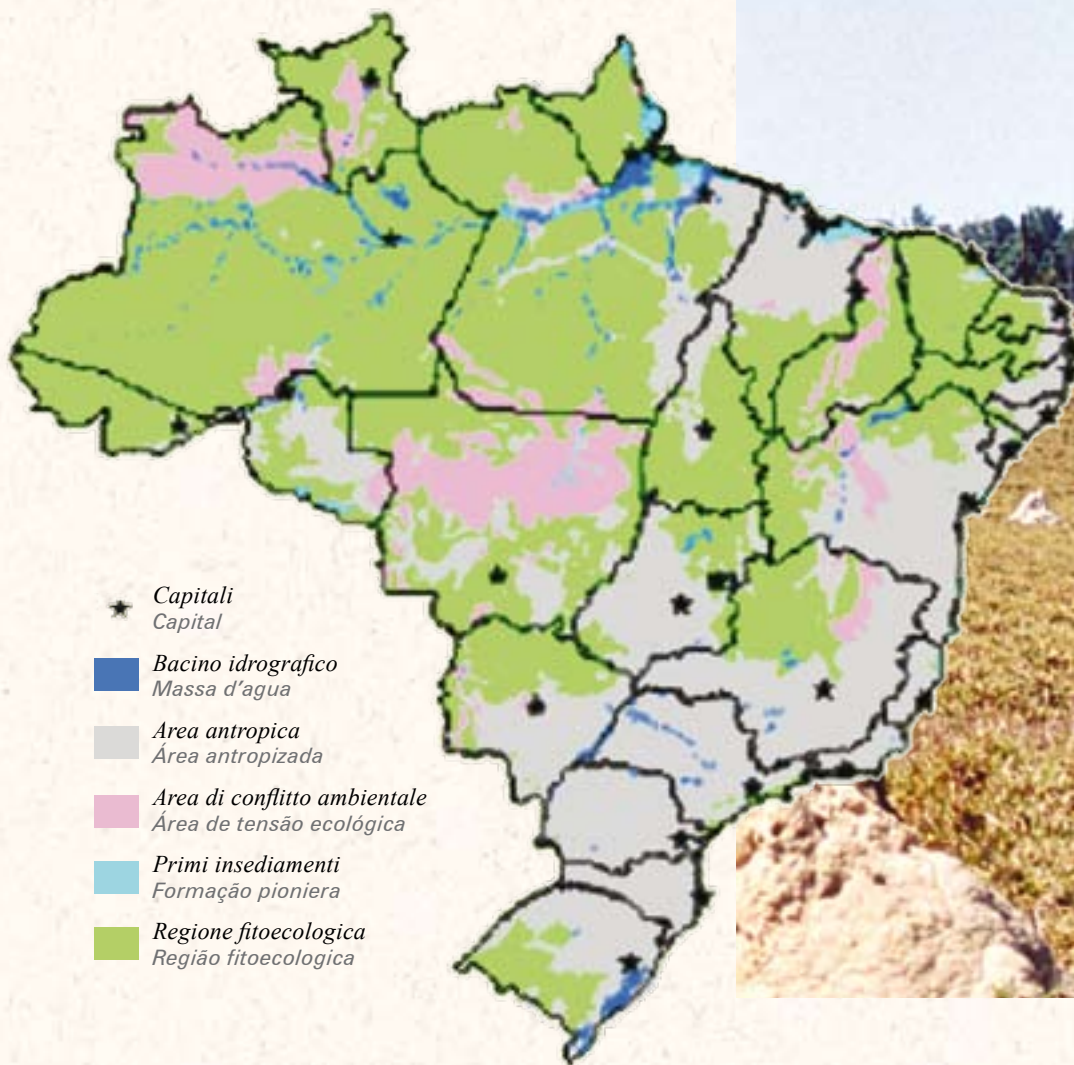 Capitali
Capital
Bacino idrografico
Massa d'agua
Area antropica
Área antropizada
Area di conflitto ambientale
Área de tensão ecológica
Primi insediamenti
Formação pioniera
Regione fitoecologica
Região fitoecologica